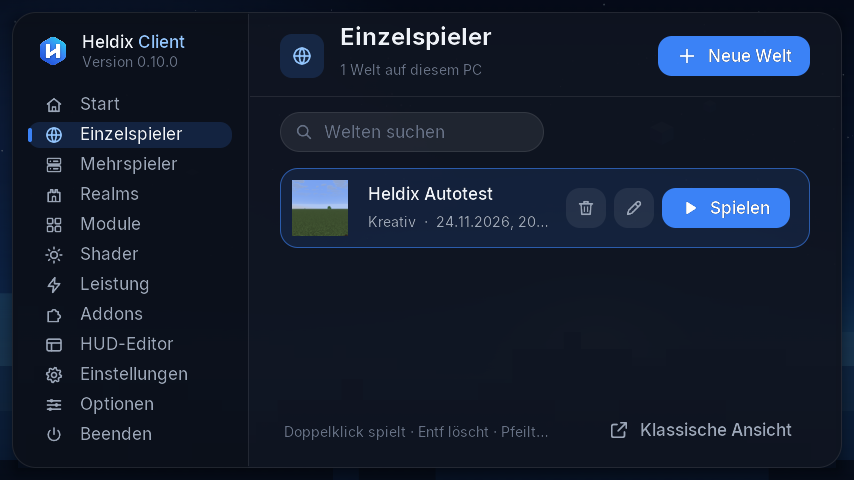 Heldix Client
Version 0.10.0
Start
Einzelspieler
Mehrspieler
Realms
Module
Shader
Leistung
Addons
HUD-Editor
Einstellungen
Optionen
Beenden
Einzelspieler
1 Welt auf diesem PC
Neue Welt
Welten suchen
Heldix Autotest
Kreativ · 24.11.2026, 20...
Spielen
Doppelklick spielt · Entf löscht · Pfeilt...
Klassische Ansicht